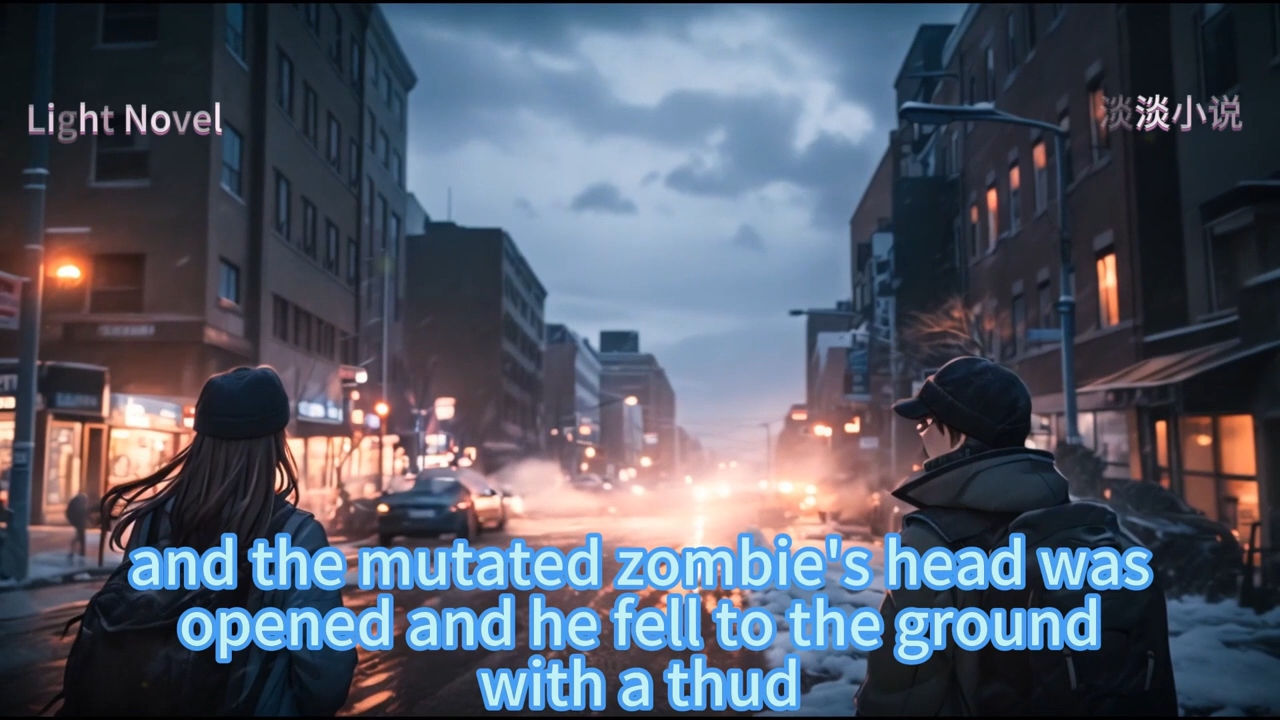 Light Novel
淡淡小说
and the mutated zombie's head was
opened and he fell to the ground
with a thud